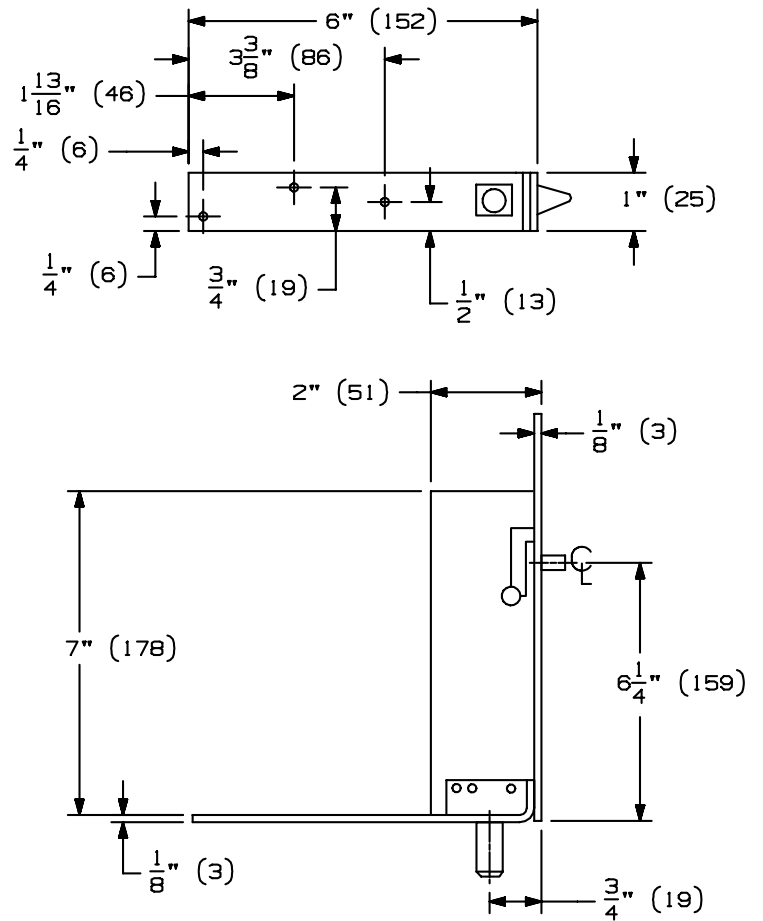 6" (152)
3 3/8" (86)
1 13/16" (46)
1/4" (6)
1" (25)
1/4" (6)
3/4" (19)
1/2" (13)
2" (51)
1/8" (3)
CL
7" (178)
6 1/4" (159)
1/8" (3)
3/4" (19)